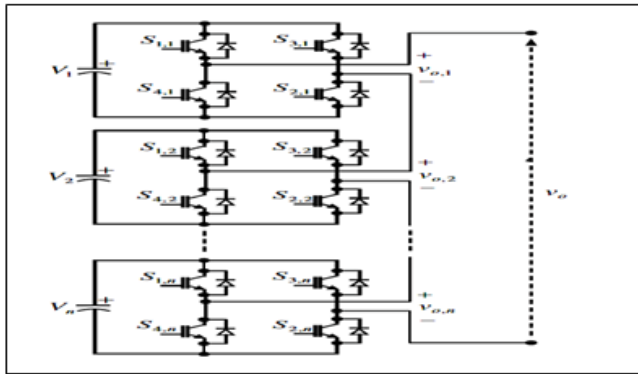 S1,1 S3,1
+
V1 + vo,1
S4,1 S2,1 −
S1,2 S3,2
+
V2 + vo,2 vo
S4,2 S2,2 −
S1,n S3,n
+
Vn + vo,n
S4,n S2,n −